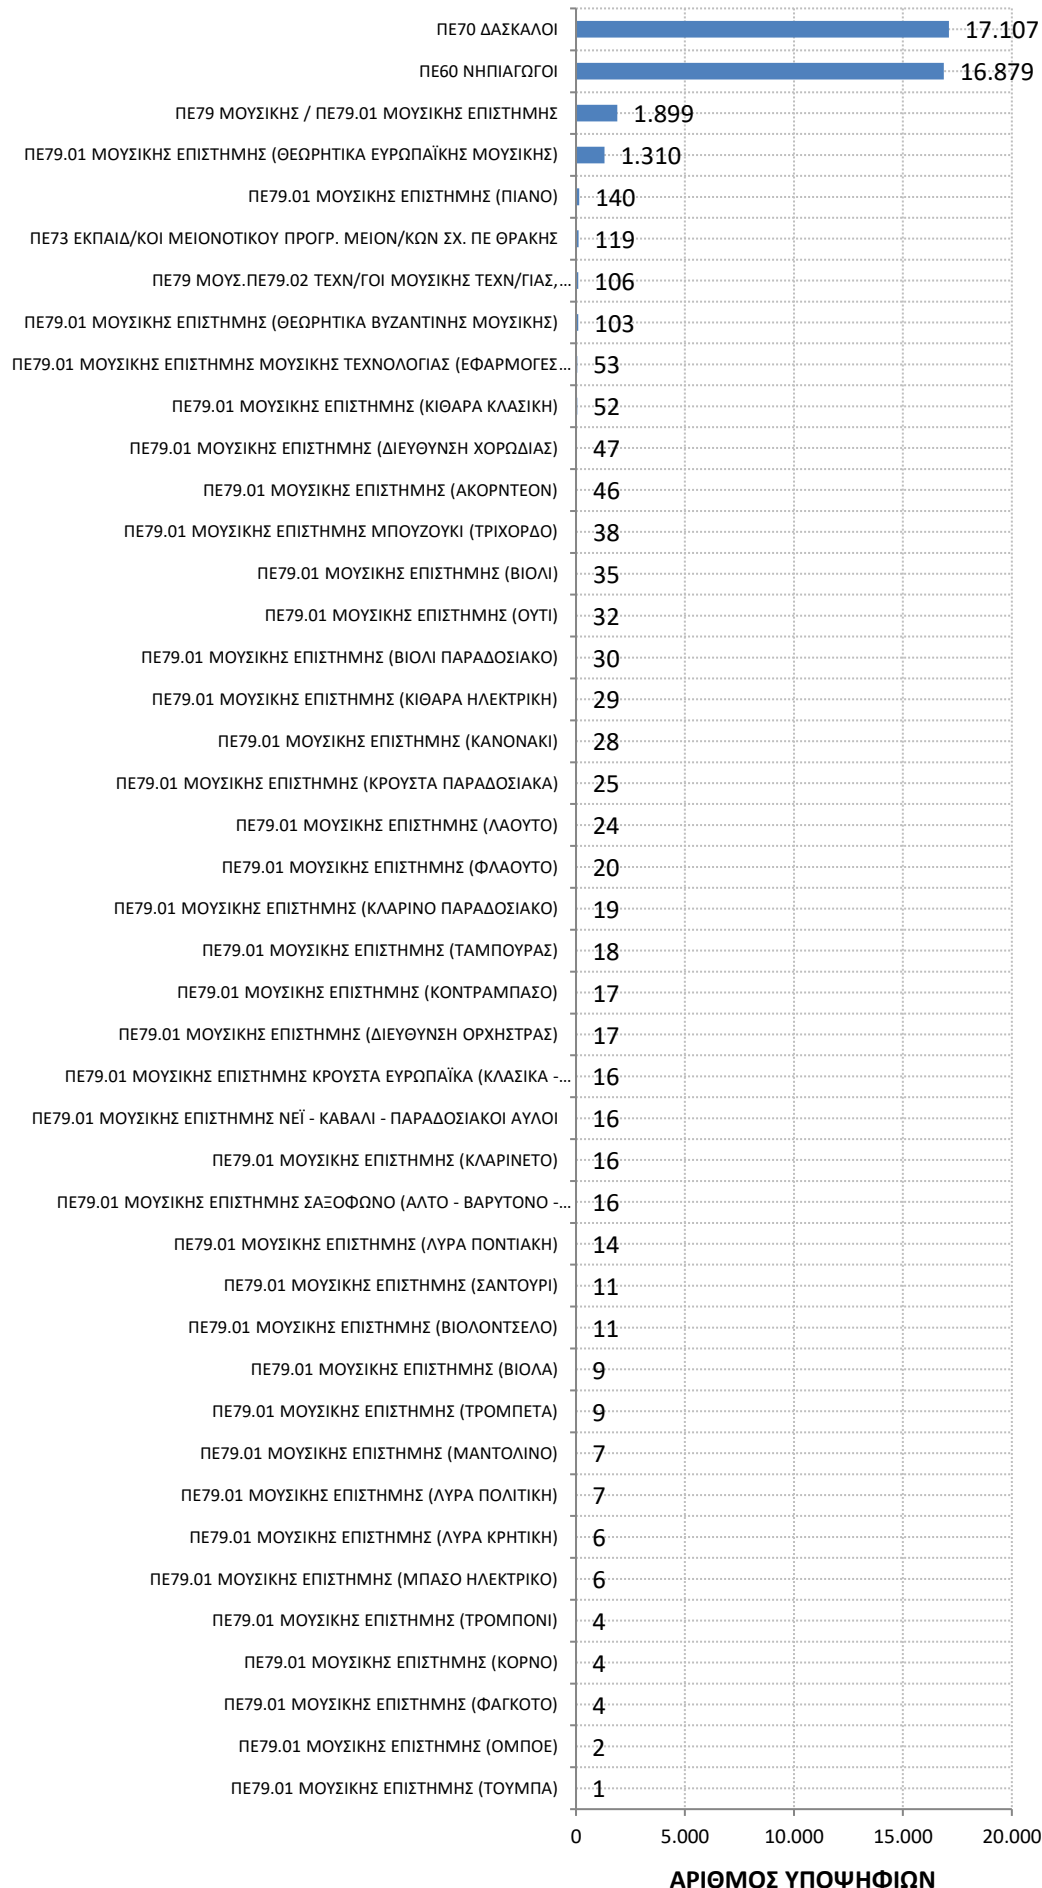 ΠΕ70 ΔΑΣΚΑΛΟΙ 17.107
ΠΕ60 ΝΗΠΙΑΓΩΓΟΙ 16.879
ΠΕ79 ΜΟΥΣΙΚΗΣ / ΠΕ79.01 ΜΟΥΣΙΚΗΣ ΕΠΙΣΤΗΜΗΣ 1.899
ΠΕ79.01 ΜΟΥΣΙΚΗΣ ΕΠΙΣΤΗΜΗΣ (ΘΕΩΡΗΤΙΚΑ ΕΥΡΩΠΑΪΚΗΣ ΜΟΥΣΙΚΗΣ) 1.310
ΠΕ79.01 ΜΟΥΣΙΚΗΣ ΕΠΙΣΤΗΜΗΣ (ΠΙΑΝΟ) 140
ΠΕ73 ΕΚΠΑΙΔ/ΚΟΙ ΜΕΙΟΝΟΤΙΚΟΥ ΠΡΟΓΡ. ΜΕΙΟΝ/ΚΩΝ ΣΧ. ΠΕ ΘΡΑΚΗΣ 119
ΠΕ79 ΜΟΥΣ.ΠΕ79.02 ΤΕΧΝ/ΓΟΙ ΜΟΥΣΙΚΗΣ ΤΕΧΝ/ΓΙΑΣ,… 106
ΠΕ79.01 ΜΟΥΣΙΚΗΣ ΕΠΙΣΤΗΜΗΣ (ΘΕΩΡΗΤΙΚΑ ΒΥΖΑΝΤΙΝΗΣ ΜΟΥΣΙΚΗΣ) 103
ΠΕ79.01 ΜΟΥΣΙΚΗΣ ΕΠΙΣΤΗΜΗΣ ΜΟΥΣΙΚΗΣ ΤΕΧΝΟΛΟΓΙΑΣ (ΕΦΑΡΜΟΓΕΣ… 53
ΠΕ79.01 ΜΟΥΣΙΚΗΣ ΕΠΙΣΤΗΜΗΣ (ΚΙΘΑΡΑ ΚΛΑΣΙΚΗ) 52
ΠΕ79.01 ΜΟΥΣΙΚΗΣ ΕΠΙΣΤΗΜΗΣ (ΔΙΕΥΘΥΝΣΗ ΧΟΡΩΔΙΑΣ) 47
ΠΕ79.01 ΜΟΥΣΙΚΗΣ ΕΠΙΣΤΗΜΗΣ (ΑΚΟΡΝΤΕΟΝ) 46
ΠΕ79.01 ΜΟΥΣΙΚΗΣ ΕΠΙΣΤΗΜΗΣ ΜΠΟΥΖΟΥΚΙ (ΤΡΙΧΟΡΔΟ) 38
ΠΕ79.01 ΜΟΥΣΙΚΗΣ ΕΠΙΣΤΗΜΗΣ (ΒΙΟΛΙ) 35
ΠΕ79.01 ΜΟΥΣΙΚΗΣ ΕΠΙΣΤΗΜΗΣ (ΟΥΤΙ) 32
ΠΕ79.01 ΜΟΥΣΙΚΗΣ ΕΠΙΣΤΗΜΗΣ (ΒΙΟΛΙ ΠΑΡΑΔΟΣΙΑΚΟ) 30
ΠΕ79.01 ΜΟΥΣΙΚΗΣ ΕΠΙΣΤΗΜΗΣ (ΚΙΘΑΡΑ ΗΛΕΚΤΡΙΚΗ) 29
ΠΕ79.01 ΜΟΥΣΙΚΗΣ ΕΠΙΣΤΗΜΗΣ (ΚΑΝΟΝΑΚΙ) 28
ΠΕ79.01 ΜΟΥΣΙΚΗΣ ΕΠΙΣΤΗΜΗΣ (ΚΡΟΥΣΤΑ ΠΑΡΑΔΟΣΙΑΚΑ) 25
ΠΕ79.01 ΜΟΥΣΙΚΗΣ ΕΠΙΣΤΗΜΗΣ (ΛΑΟΥΤΟ) 24
ΠΕ79.01 ΜΟΥΣΙΚΗΣ ΕΠΙΣΤΗΜΗΣ (ΦΛΑΟΥΤΟ) 20
ΠΕ79.01 ΜΟΥΣΙΚΗΣ ΕΠΙΣΤΗΜΗΣ (ΚΛΑΡΙΝΟ ΠΑΡΑΔΟΣΙΑΚΟ) 19
ΠΕ79.01 ΜΟΥΣΙΚΗΣ ΕΠΙΣΤΗΜΗΣ (ΤΑΜΠΟΥΡΑΣ) 18
ΠΕ79.01 ΜΟΥΣΙΚΗΣ ΕΠΙΣΤΗΜΗΣ (ΚΟΝΤΡΑΜΠΑΣΟ) 17
ΠΕ79.01 ΜΟΥΣΙΚΗΣ ΕΠΙΣΤΗΜΗΣ (ΔΙΕΥΘΥΝΣΗ ΟΡΧΗΣΤΡΑΣ) 17
ΠΕ79.01 ΜΟΥΣΙΚΗΣ ΕΠΙΣΤΗΜΗΣ ΚΡΟΥΣΤΑ ΕΥΡΩΠΑΪΚΑ (ΚΛΑΣΙΚΑ -… 16
ΠΕ79.01 ΜΟΥΣΙΚΗΣ ΕΠΙΣΤΗΜΗΣ ΝΕΪ - ΚΑΒΑΛΙ - ΠΑΡΑΔΟΣΙΑΚΟΙ ΑΥΛΟΙ 16
ΠΕ79.01 ΜΟΥΣΙΚΗΣ ΕΠΙΣΤΗΜΗΣ (ΚΛΑΡΙΝΕΤΟ) 16
ΠΕ79.01 ΜΟΥΣΙΚΗΣ ΕΠΙΣΤΗΜΗΣ ΣΑΞΟΦΩΝΟ (ΑΛΤΟ - ΒΑΡΥΤΟΝΟ -… 16
ΠΕ79.01 ΜΟΥΣΙΚΗΣ ΕΠΙΣΤΗΜΗΣ (ΛΥΡΑ ΠΟΝΤΙΑΚΗ) 14
ΠΕ79.01 ΜΟΥΣΙΚΗΣ ΕΠΙΣΤΗΜΗΣ (ΣΑΝΤΟΥΡΙ) 11
ΠΕ79.01 ΜΟΥΣΙΚΗΣ ΕΠΙΣΤΗΜΗΣ (ΒΙΟΛΟΝΤΣΕΛΟ) 11
ΠΕ79.01 ΜΟΥΣΙΚΗΣ ΕΠΙΣΤΗΜΗΣ (ΒΙΟΛΑ) 9
ΠΕ79.01 ΜΟΥΣΙΚΗΣ ΕΠΙΣΤΗΜΗΣ (ΤΡΟΜΠΕΤΑ) 9
ΠΕ79.01 ΜΟΥΣΙΚΗΣ ΕΠΙΣΤΗΜΗΣ (ΜΑΝΤΟΛΙΝΟ) 7
ΠΕ79.01 ΜΟΥΣΙΚΗΣ ΕΠΙΣΤΗΜΗΣ (ΛΥΡΑ ΠΟΛΙΤΙΚΗ) 7
ΠΕ79.01 ΜΟΥΣΙΚΗΣ ΕΠΙΣΤΗΜΗΣ (ΛΥΡΑ ΚΡΗΤΙΚΗ) 6
ΠΕ79.01 ΜΟΥΣΙΚΗΣ ΕΠΙΣΤΗΜΗΣ (ΜΠΑΣΟ ΗΛΕΚΤΡΙΚΟ) 6
ΠΕ79.01 ΜΟΥΣΙΚΗΣ ΕΠΙΣΤΗΜΗΣ (ΤΡΟΜΠΟΝΙ) 4
ΠΕ79.01 ΜΟΥΣΙΚΗΣ ΕΠΙΣΤΗΜΗΣ (ΚΟΡΝΟ) 4
ΠΕ79.01 ΜΟΥΣΙΚΗΣ ΕΠΙΣΤΗΜΗΣ (ΦΑΓΚΟΤΟ) 4
ΠΕ79.01 ΜΟΥΣΙΚΗΣ ΕΠΙΣΤΗΜΗΣ (ΟΜΠΟΕ) 2
ΠΕ79.01 ΜΟΥΣΙΚΗΣ ΕΠΙΣΤΗΜΗΣ (ΤΟΥΜΠΑ) 1
0 5.000 10.000 15.000 20.000
ΑΡΙΘΜΟΣ ΥΠΟΨΗΦΙΩΝ